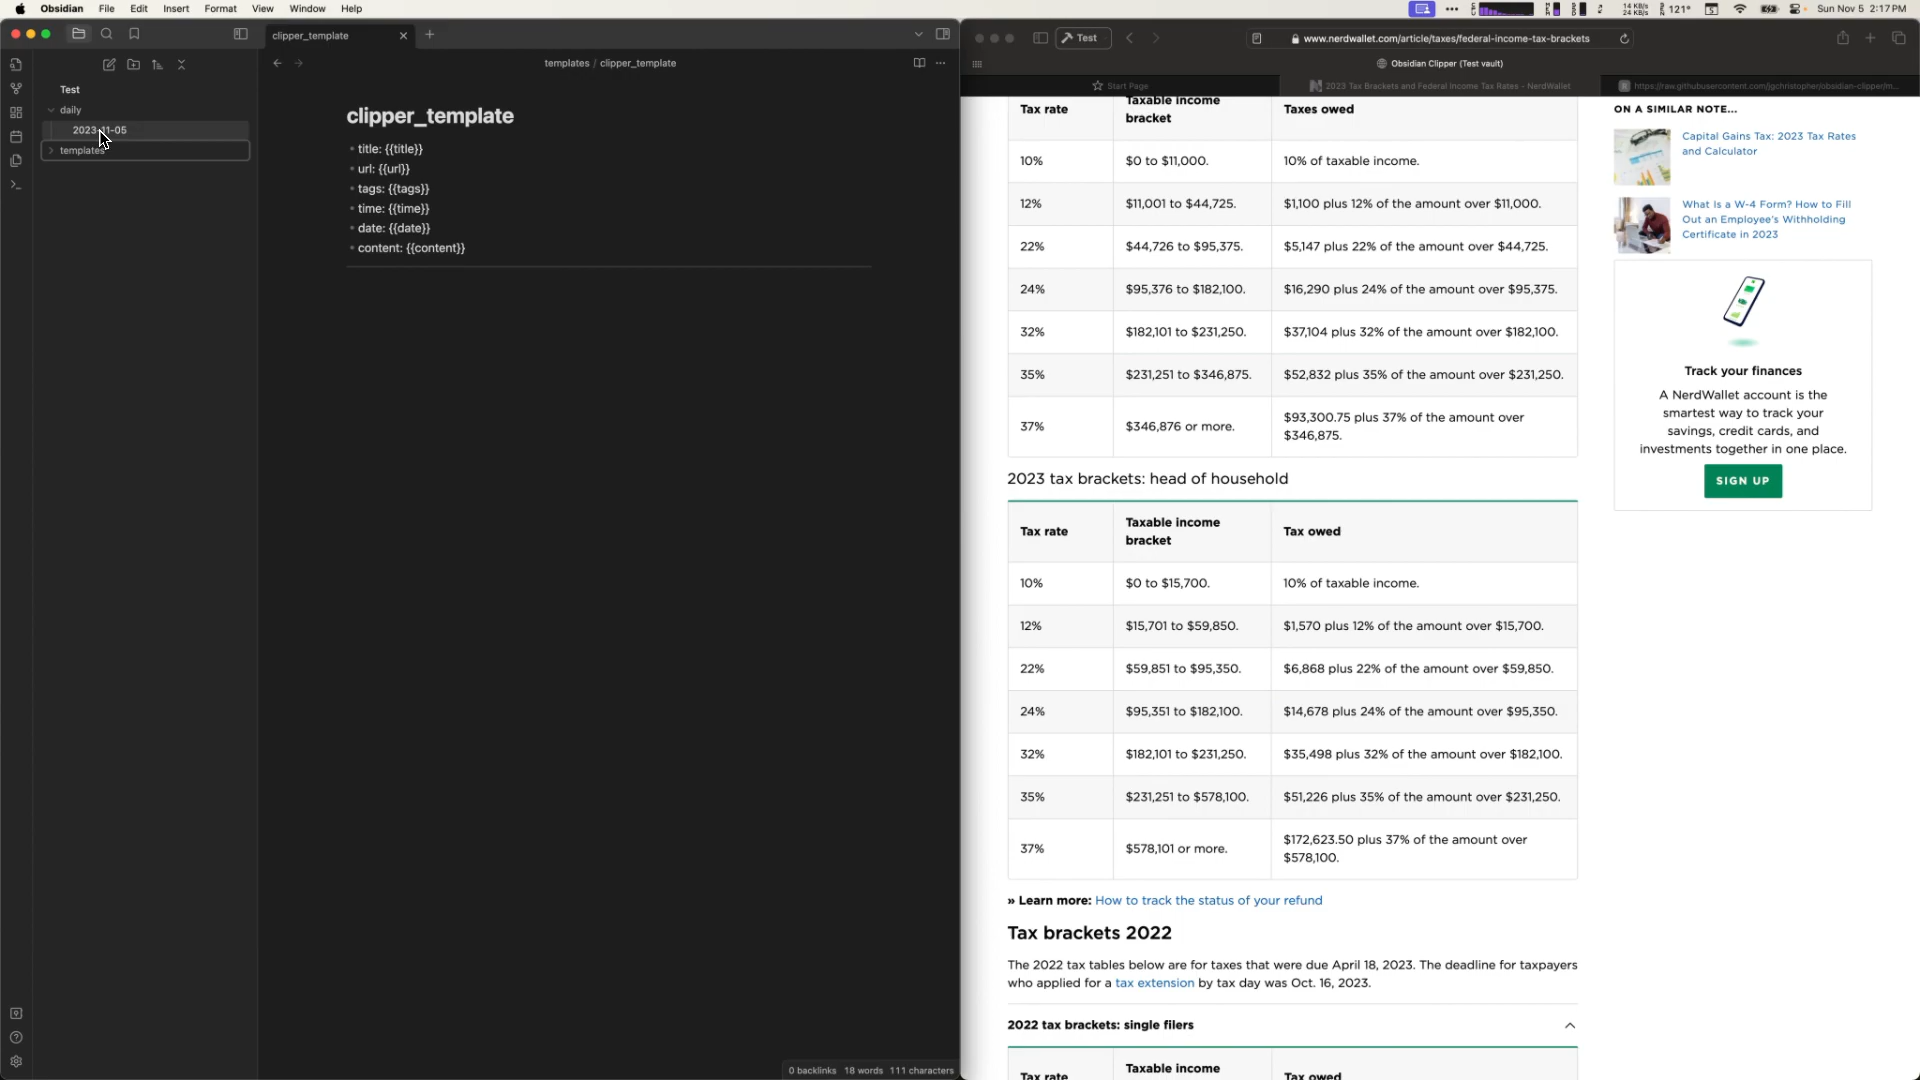 Obsidian File Edit Insert Format View Window Help
14 KB/s
24 KB/s
121°
Sun Nov 5 2:17 PM
clipper_template
templates / clipper_template
Test
daily
2023-11-05
templates
clipper_template
• title: {{title}}
• url: {{url}}
• tags: {{tags}}
• time: {{time}}
• date: {{date}}
• content: {{content}}
0 backlinks 18 words 111 characters
Test
www.nerdwallet.com/article/taxes/federal-income-tax-brackets
Obsidian Clipper (Test vault)
Start Page
2023 Tax Brackets and Federal Income Tax Rates - NerdWallet
https://raw.githubusercontent.com/jgchristopher/obsidian-clipper/m...
Tax rate
Taxable income
bracket
Taxes owed
10% $0 to $11,000. 10% of taxable income.
12% $11,001 to $44,725. $1,100 plus 12% of the amount over $11,000.
22% $44,726 to $95,375. $5,147 plus 22% of the amount over $44,725.
24% $95,376 to $182,100. $16,290 plus 24% of the amount over $95,375.
32% $182,101 to $231,250. $37,104 plus 32% of the amount over $182,100.
35% $231,251 to $346,875. $52,832 plus 35% of the amount over $231,250.
37% $346,876 or more. $93,300.75 plus 37% of the amount over
$346,875.
2023 tax brackets: head of household
Tax rate
Taxable income
bracket
Tax owed
10% $0 to $15,700. 10% of taxable income.
12% $15,701 to $59,850. $1,570 plus 12% of the amount over $15,700.
22% $59,851 to $95,350. $6,868 plus 22% of the amount over $59,850.
24% $95,351 to $182,100. $14,678 plus 24% of the amount over $95,350.
32% $182,101 to $231,250. $35,498 plus 32% of the amount over $182,100.
35% $231,251 to $578,100. $51,226 plus 35% of the amount over $231,250.
37% $578,101 or more. $172,623.50 plus 37% of the amount over
$578,100.
» Learn more: How to track the status of your refund
Tax brackets 2022
The 2022 tax tables below are for taxes that were due April 18, 2023. The deadline for taxpayers
who applied for a tax extension by tax day was Oct. 16, 2023.
2022 tax brackets: single filers
Tax rate
Taxable income
Tax owed
ON A SIMILAR NOTE...
Capital Gains Tax: 2023 Tax Rates
and Calculator
What Is a W-4 Form? How to Fill
Out an Employee's Withholding
Certificate in 2023
Track your finances
A NerdWallet account is the
smartest way to track your
savings, credit cards, and
investments together in one place.
SIGN UP